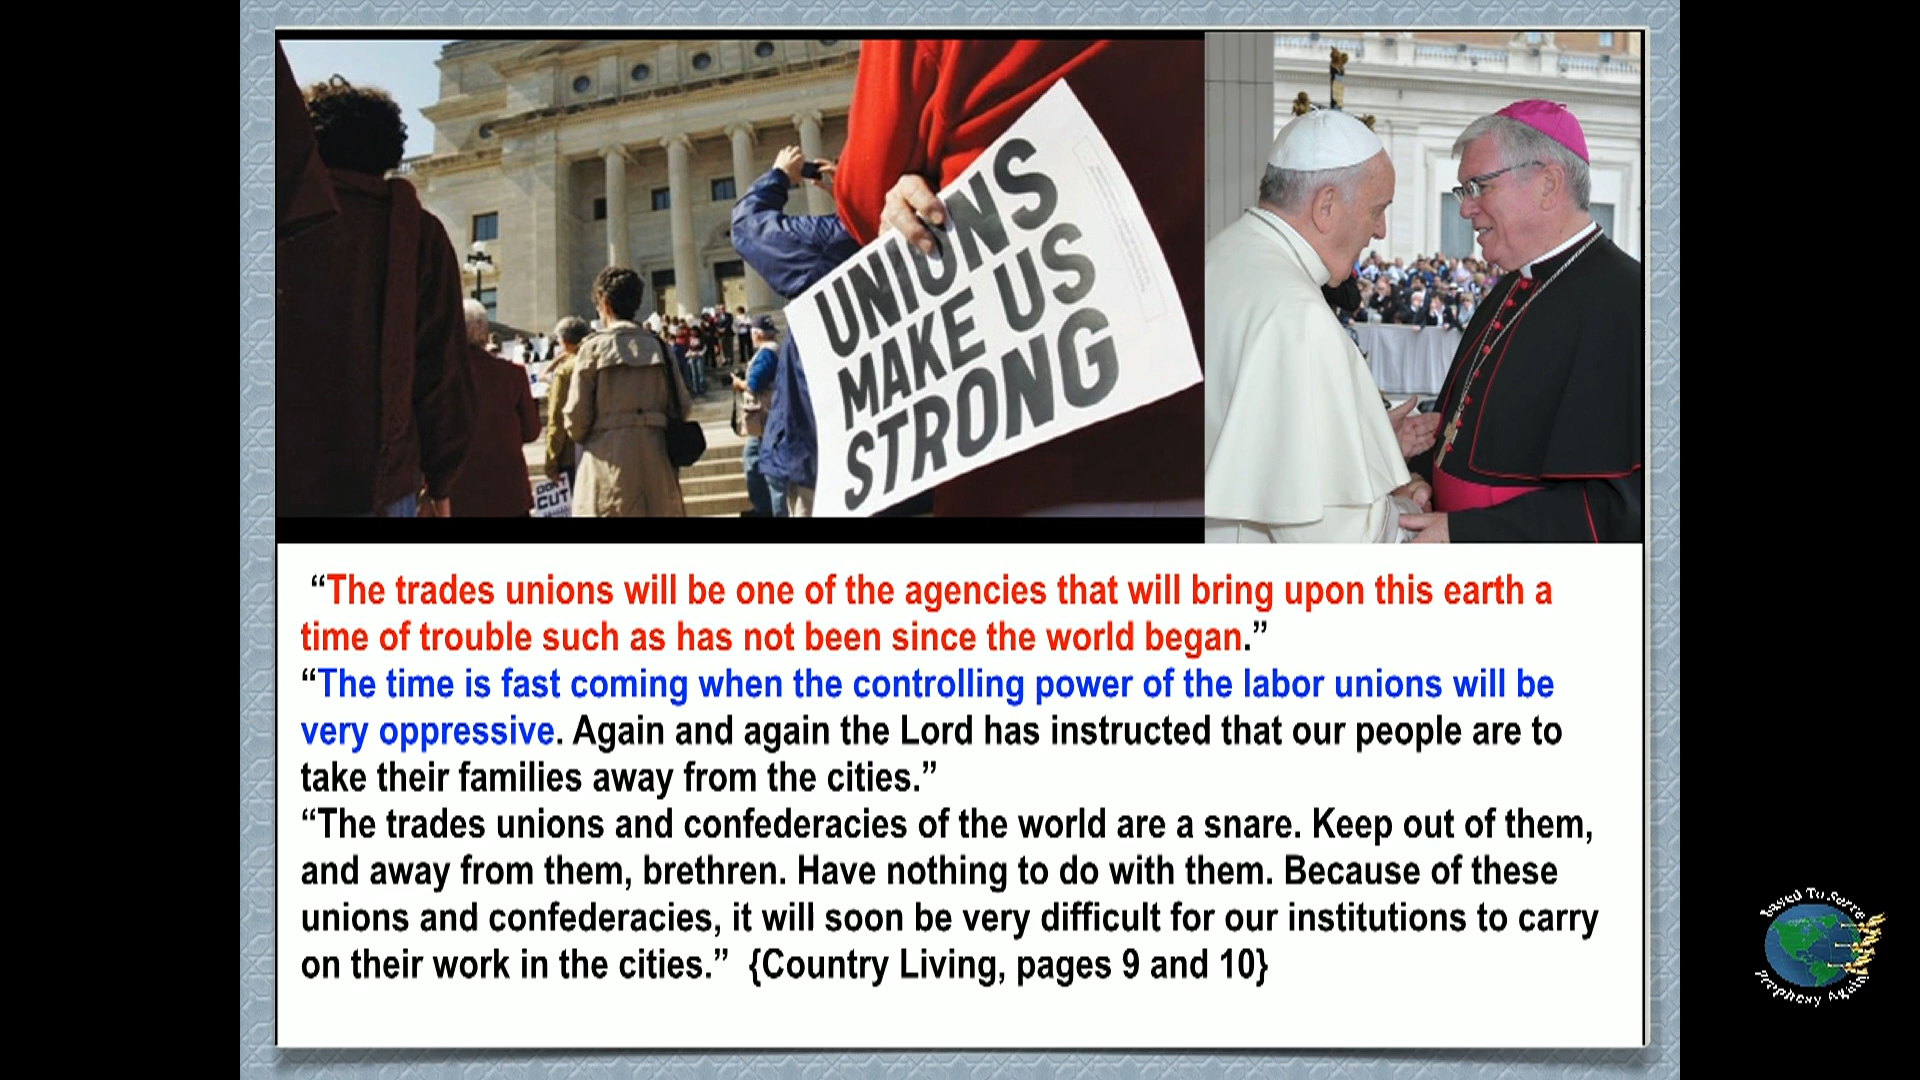 UNIONS
MAKE US
STRONG
DON'T
CUT
“The trades unions will be one of the agencies that will bring upon this earth a
time of trouble such as has not been since the world began.”
“The time is fast coming when the controlling power of the labor unions will be
very oppressive. Again and again the Lord has instructed that our people are to
take their families away from the cities.”
“The trades unions and confederacies of the world are a snare. Keep out of them,
and away from them, brethren. Have nothing to do with them. Because of these
unions and confederacies, it will soon be very difficult for our institutions to carry
on their work in the cities.” {Country Living, pages 9 and 10}
To Serve
Prophesy Again